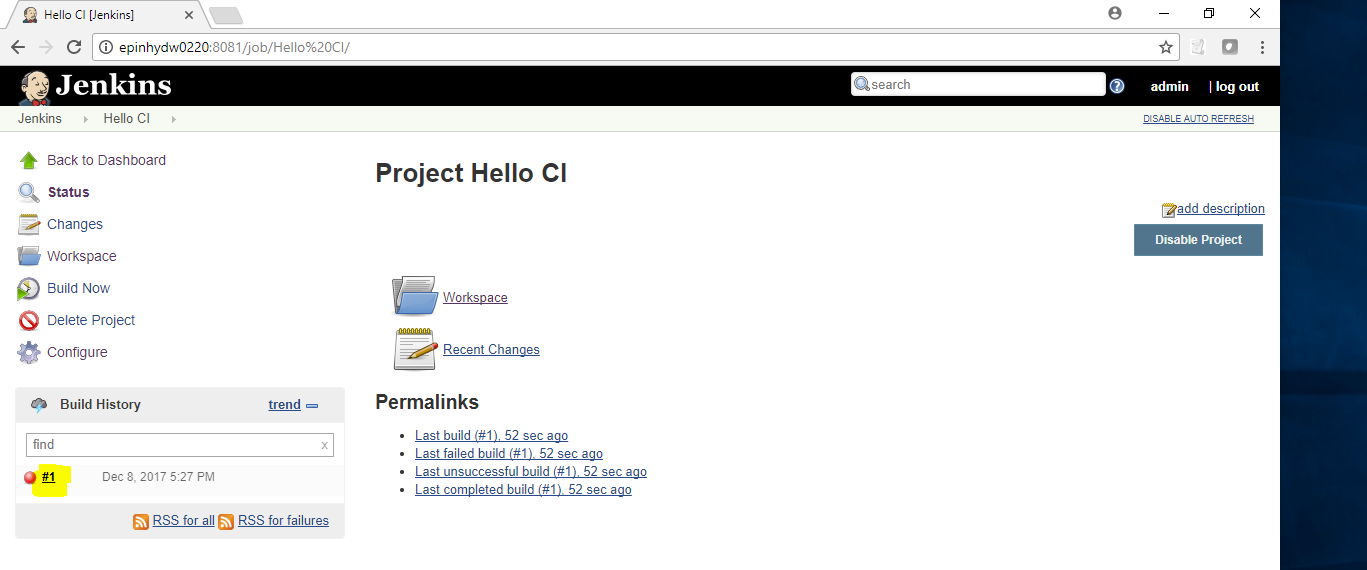 Hello CI [Jenkins]
epinhydw0220:8081/job/Hello%20CI/
Jenkins
search
admin
| log out
Jenkins
Hello CI
DISABLE AUTO REFRESH
Back to Dashboard
Status
Changes
Workspace
Build Now
Delete Project
Configure
Build History
trend
find
x
#1
Dec 8, 2017 5:27 PM
RSS for all
RSS for failures
Project Hello CI
add description
Disable Project
Workspace
Recent Changes
Permalinks
Last build (#1), 52 sec ago
Last failed build (#1), 52 sec ago
Last unsuccessful build (#1), 52 sec ago
Last completed build (#1), 52 sec ago